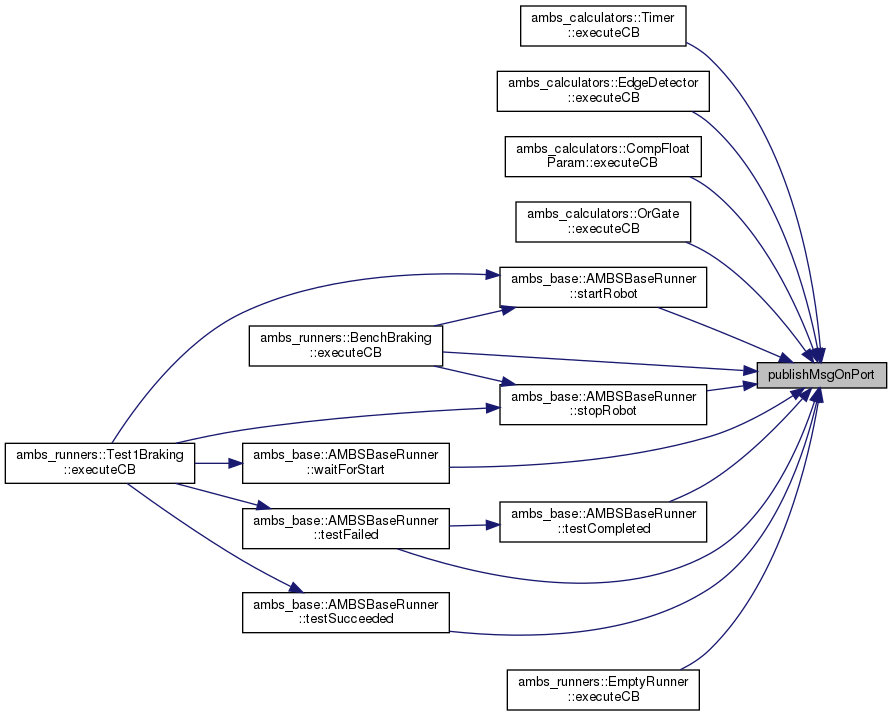 ambs_calculators::Timer
::executeCB
ambs_calculators::EdgeDetector
::executeCB
ambs_calculators::CompFloat
Param::executeCB
ambs_calculators::OrGate
::executeCB
ambs_base::AMBSBaseRunner
::startRobot
ambs_runners::BenchBraking
::executeCB
publishMsgOnPort
ambs_base::AMBSBaseRunner
::stopRobot
ambs_runners::Test1Braking
::executeCB
ambs_base::AMBSBaseRunner
::waitForStart
ambs_base::AMBSBaseRunner
::testFailed
ambs_base::AMBSBaseRunner
::testCompleted
ambs_base::AMBSBaseRunner
::testSucceeded
ambs_runners::EmptyRunner
::executeCB